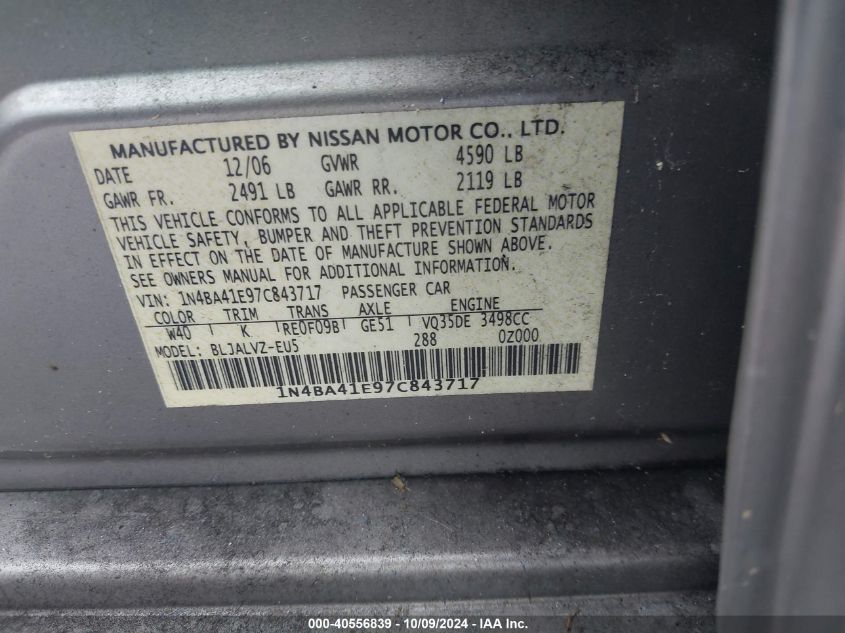 MANUFACTURED BY NISSAN MOTOR CO., LTD.
DATE 12/06 GVWR 4590 LB
GAWR FR. 2491 LB GAWR RR. 2119 LB
THIS VEHICLE CONFORMS TO ALL APPLICABLE FEDERAL MOTOR
VEHICLE SAFETY, BUMPER AND THEFT PREVENTION STANDARDS
IN EFFECT ON THE DATE OF MANUFACTURE SHOWN ABOVE.
SEE OWNERS MANUAL FOR ADDITIONAL INFORMATION.
VIN: 1N4BA41E97C843717 PASSENGER CAR
COLOR TRIM TRANS AXLE ENGINE
W40 K RE0F09B GE51 VQ35DE 3498CC
MODEL: BLJALVZ-EU5 288 0Z000
1N4BA41E97C843717
000-40556839 - 10/09/2024 - IAA, Inc.